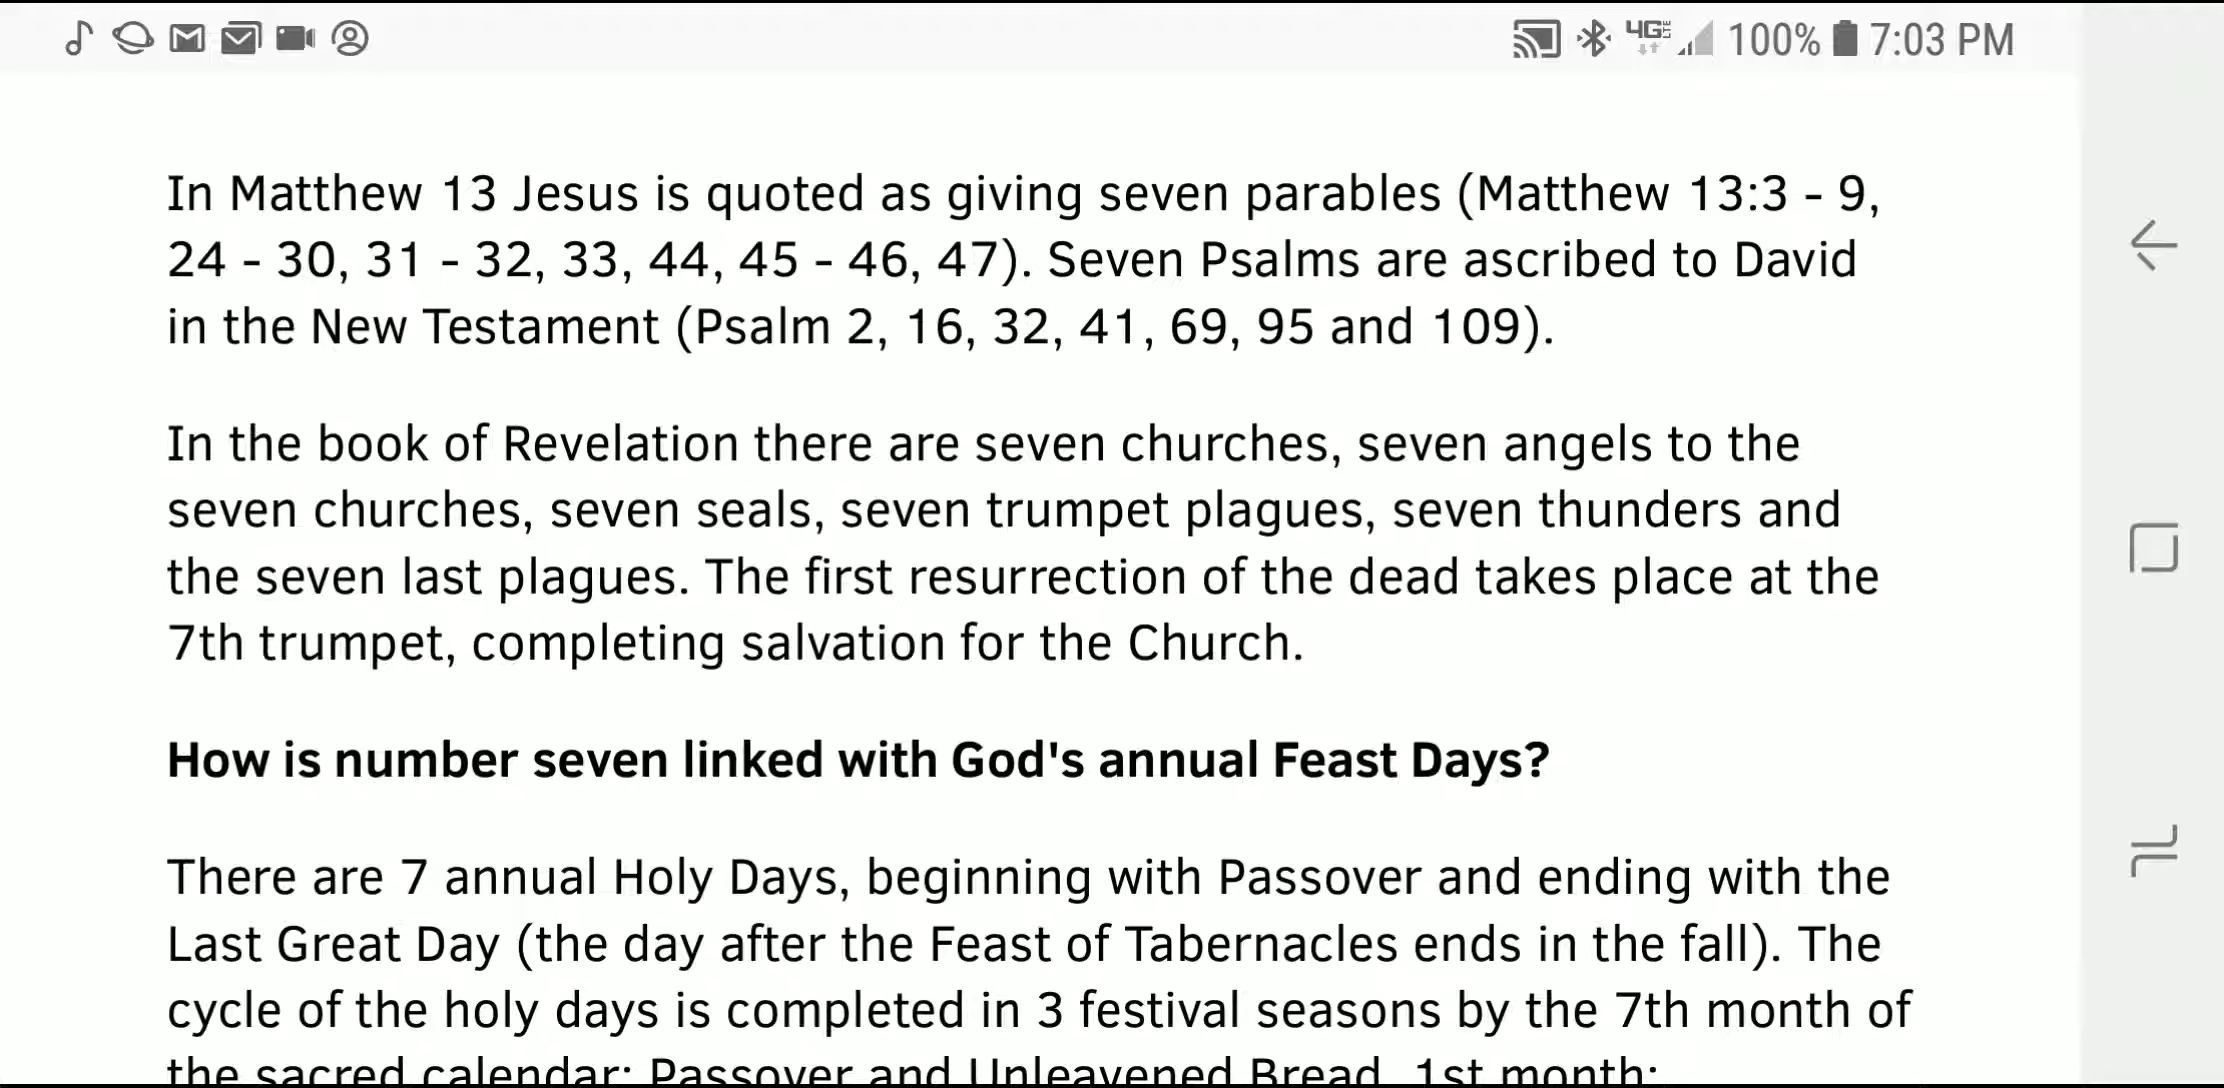 4G LTE 100% 7:03 PM
In Matthew 13 Jesus is quoted as giving seven parables (Matthew 13:3 - 9,
24 - 30, 31 - 32, 33, 44, 45 - 46, 47). Seven Psalms are ascribed to David
in the New Testament (Psalm 2, 16, 32, 41, 69, 95 and 109).
In the book of Revelation there are seven churches, seven angels to the
seven churches, seven seals, seven trumpet plagues, seven thunders and
the seven last plagues. The first resurrection of the dead takes place at the
7th trumpet, completing salvation for the Church.
How is number seven linked with God's annual Feast Days?
There are 7 annual Holy Days, beginning with Passover and ending with the
Last Great Day (the day after the Feast of Tabernacles ends in the fall). The
cycle of the holy days is completed in 3 festival seasons by the 7th month of
the sacred calendar: Passover and Unleavened Bread, 1st month;